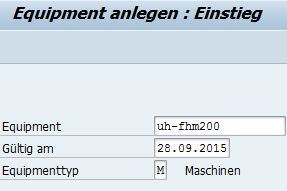 Equipment anlegen : Einstieg
Equipment uh-fhm200
Gültig am 28.09.2015
Equipmenttyp M Maschinen